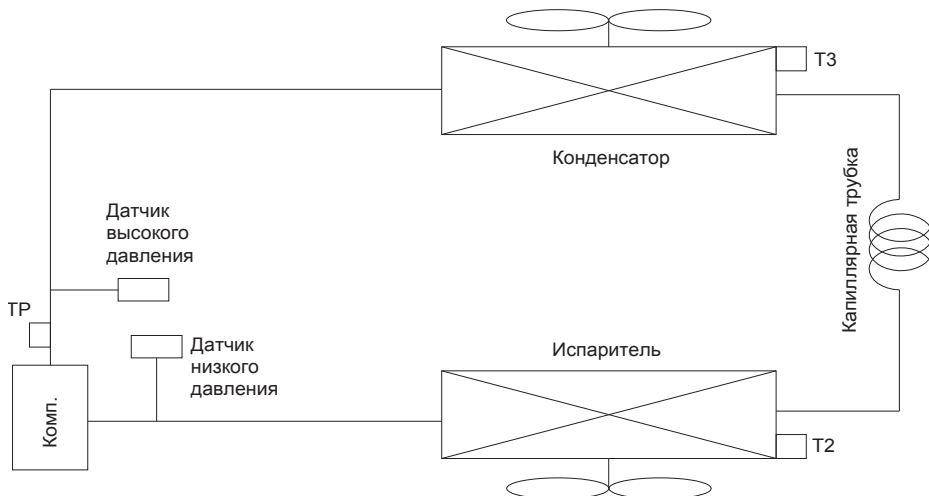 T3
Конденсатор
Капиллярная трубка
Датчик
высокого
давления
TP
Датчик
низкого
давления
Испаритель
Комп.
T2